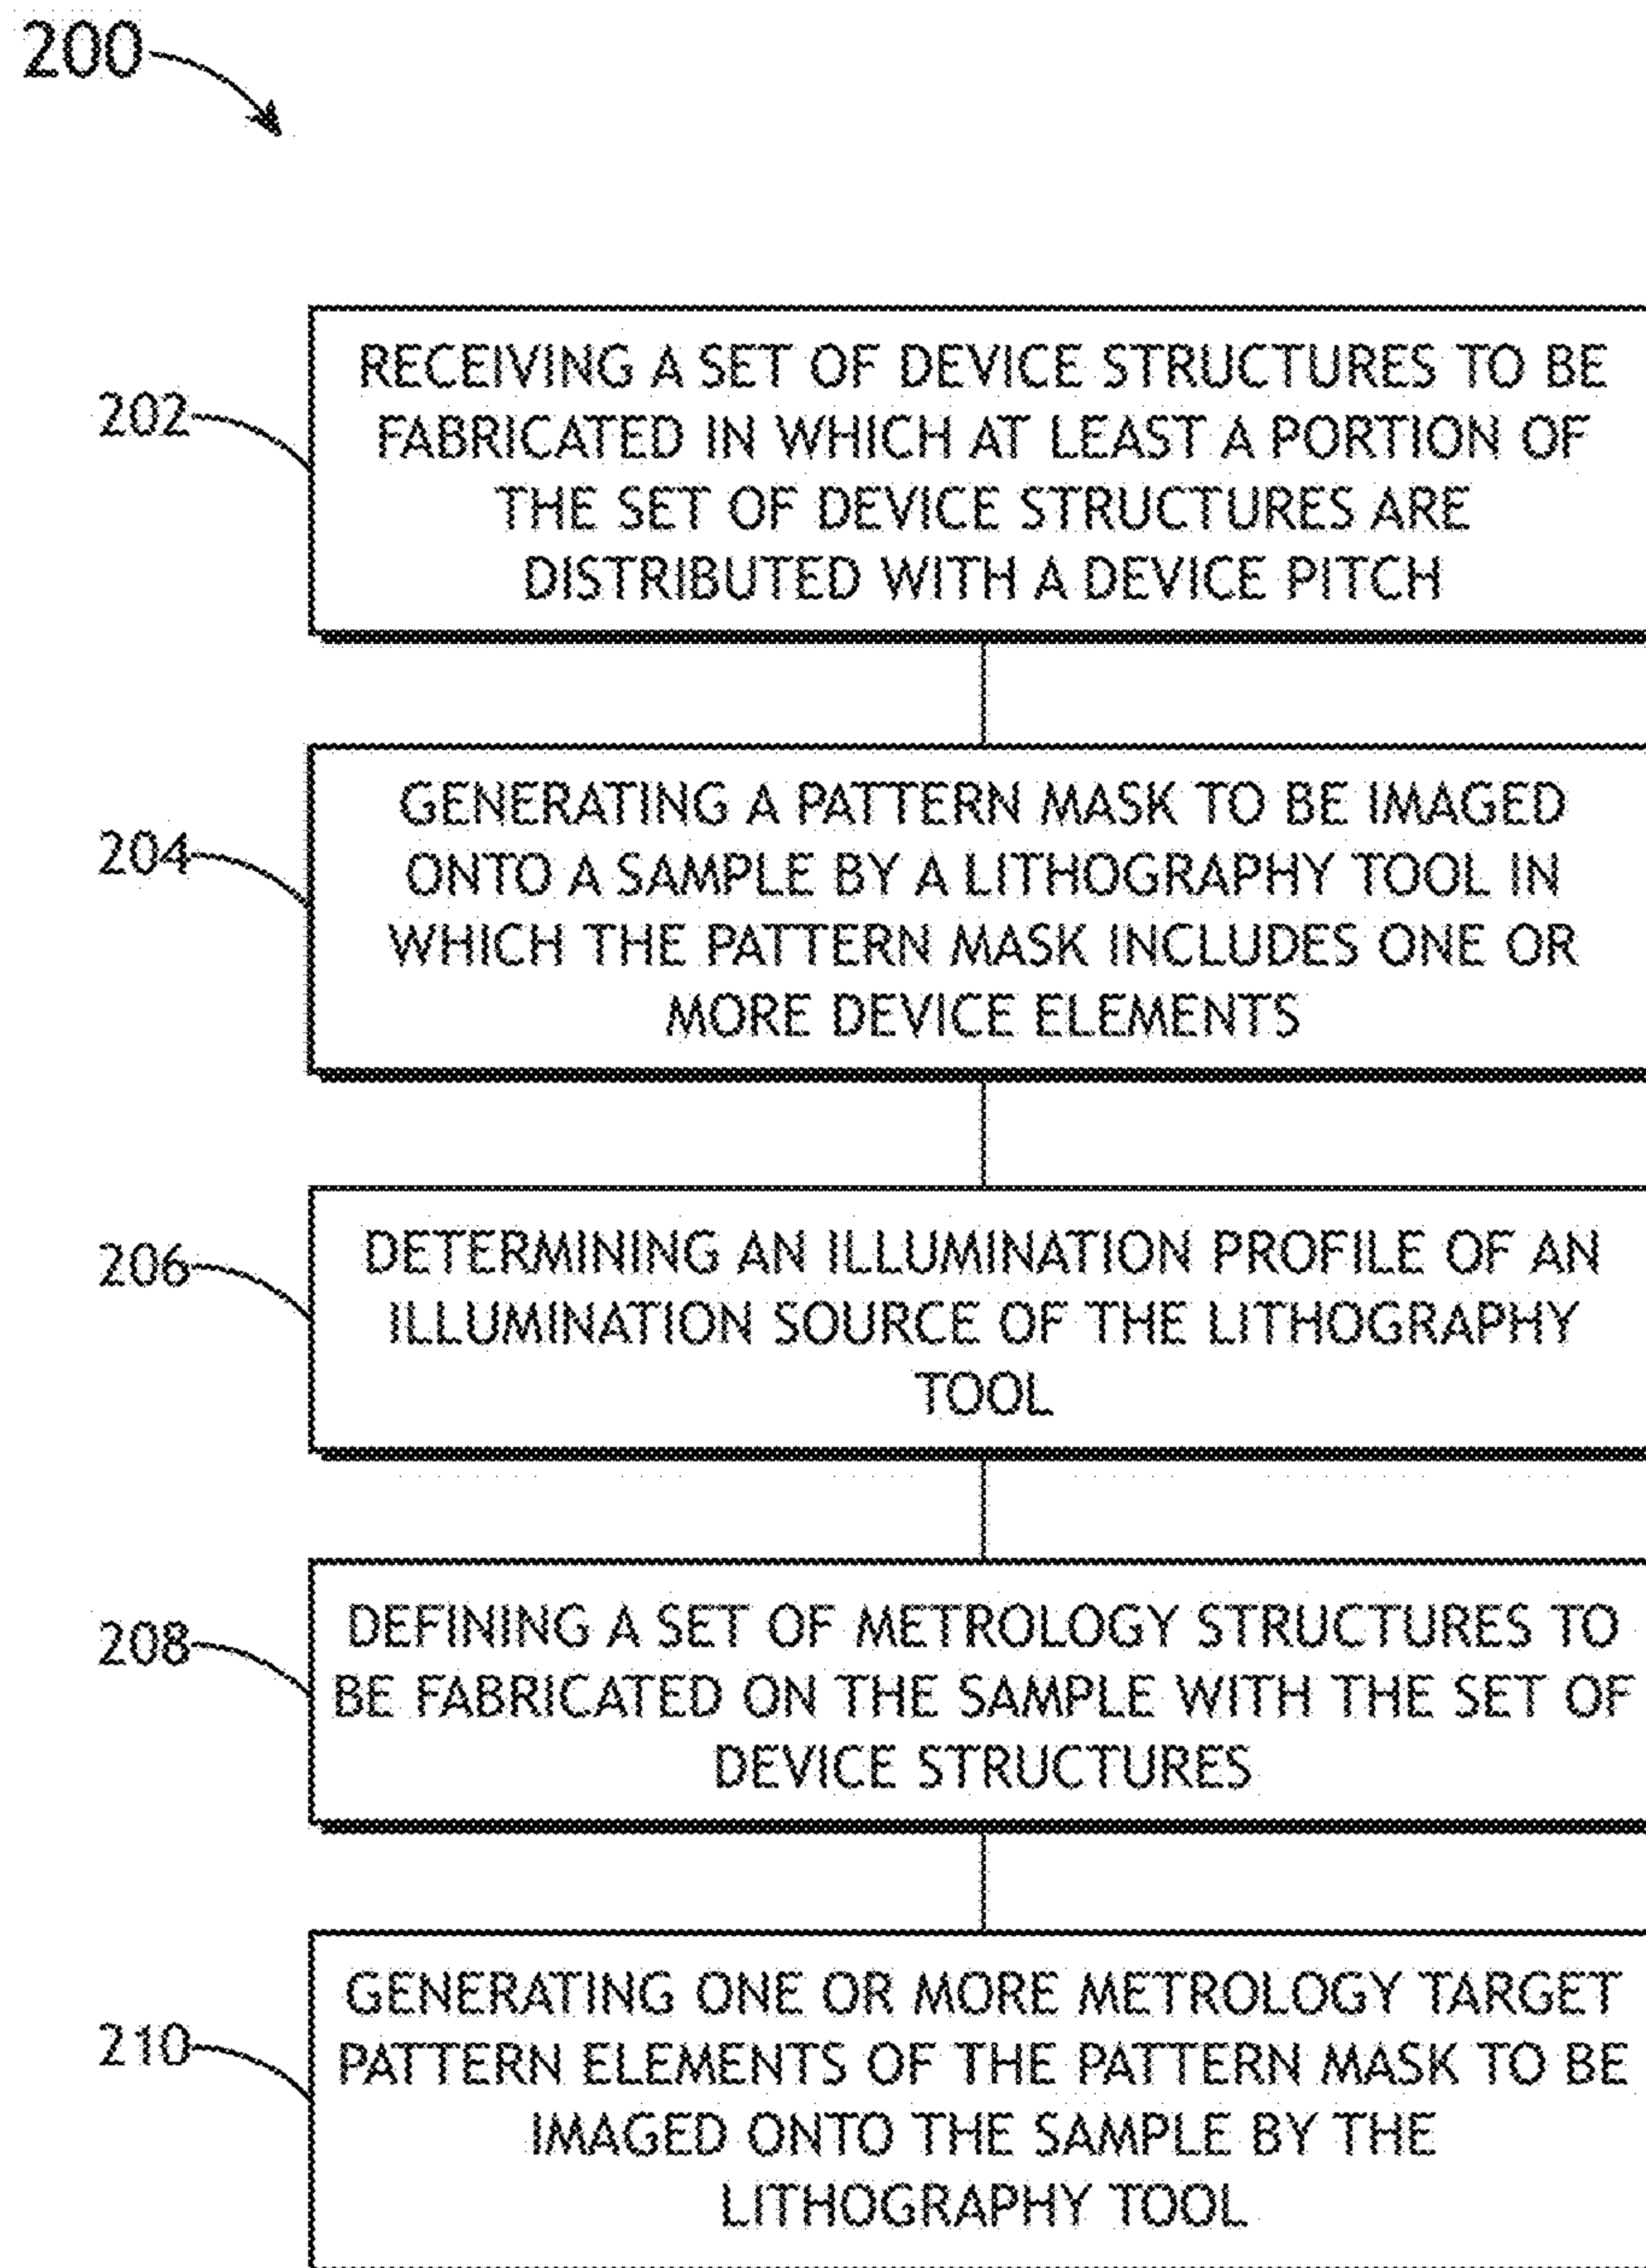 200
202
RECEIVING A SET OF DEVICE STRUCTURES TO BE
FABRICATED IN WHICH AT LEAST A PORTION OF
THE SET OF DEVICE STRUCTURES ARE
DISTRIBUTED WITH A DEVICE PITCH
204
GENERATING A PATTERN MASK TO BE IMAGED
ONTO A SAMPLE BY A LITHOGRAPHY TOOL IN
WHICH THE PATTERN MASK INCLUDES ONE OR
MORE DEVICE ELEMENTS
206
DETERMINING AN ILLUMINATION PROFILE OF AN
ILLUMINATION SOURCE OF THE LITHOGRAPHY
TOOL
208
DEFINING A SET OF METROLOGY STRUCTURES TO
BE FABRICATED ON THE SAMPLE WITH THE SET OF
DEVICE STRUCTURES
210
GENERATING ONE OR MORE METROLOGY TARGET
PATTERN ELEMENTS OF THE PATTERN MASK TO BE
IMAGED ONTO THE SAMPLE BY THE
LITHOGRAPHY TOOL